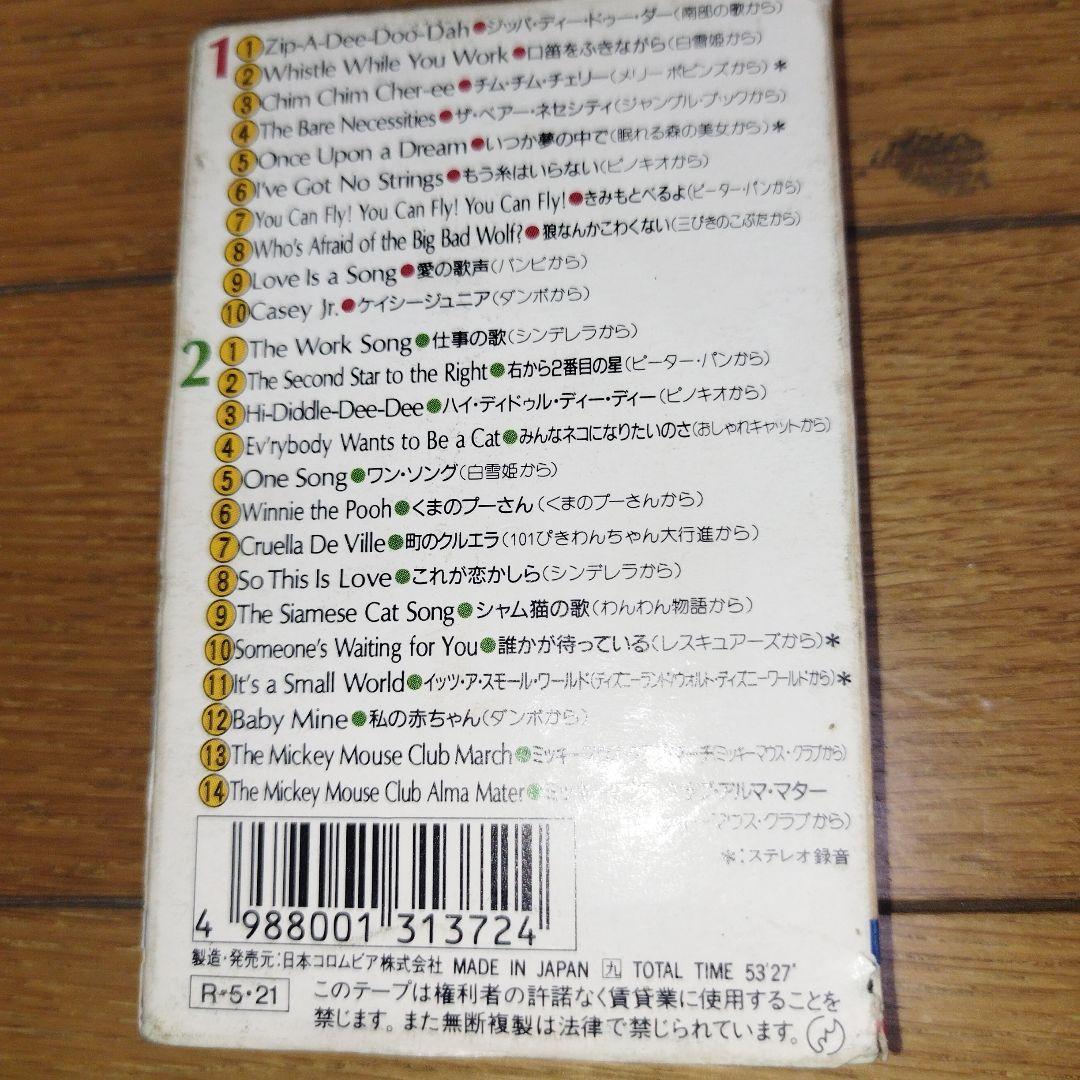 1
① Zip-A-Dee-Doo-Dah●ジッパ・ディー・ドゥー・ダー(南部の歌から)
② Whistle While You Work●口笛をふきながら(白雪姫から)
③ Chim Chim Cher-ee●チム・チム・チェリー(メリーポピンズから)*
④ The Bare Necessities●ザ・ベアー・ネセシティ(ジャングル・ブックから)
⑤ Once Upon a Dream●いつか夢の中で(眠れる森の美女から)*
⑥ I've Got No Strings●もう糸はいらない(ピノキオから)
⑦ You Can Fly! You Can Fly! You Can Fly!●きみもとべるよ(ピーター・パンから)
⑧ Who's Afraid of the Big Bad Wolf?●狼なんかこわくない(三びきのこぶたから)
⑨ Love Is a Song●愛の歌声(バンビから)
⑩ Casey Jr.●ケイシージュニア(ダンボから)
2
① The Work Song●仕事の歌(シンデレラから)
② The Second Star to the Right●右から2番目の星(ピーター・パンから)
③ Hi-Diddle-Dee-Dee●ハイ・ディドゥル・ディー・ディー(ピノキオから)
④ Ev'rybody Wants to Be a Cat●みんなネコになりたいのさ(おしゃれキャットから)
⑤ One Song●ワン・ソング(白雪姫から)
⑥ Winnie the Pooh●くまのプーさん(くまのプーさんから)
⑦ Cruella De Ville●町のクルエラ(101ぴきわんちゃん大行進から)
⑧ So This Is Love●これが恋かしら(シンデレラから)
⑨ The Siamese Cat Song●シャム猫の歌(わんわん物語から)
⑩ Someone's Waiting for You●誰かが待っている(レスキュアーズから)*
⑪ It's a Small World●イッツ・ア・スモール・ワールド(ディズニーランド/ウォルト・ディズニーワールドから)*
⑫ Baby Mine●私の赤ちゃん(ダンボから)
⑬ The Mickey Mouse Club March●(ミッキーマウス・クラブから)
⑭ The Mickey Mouse Club Alma Mater●アルマ・マター
マウス・クラブから)
*:ステレオ録音
4 988001 313724
製造・発売元:日本コロムビア株式会社 MADE IN JAPAN 九 TOTAL TIME 53'27"
R-5・21
このテープは権利者の許諾なく賃貸業に使用することを
禁じます。また無断複製は法律で禁じられています。